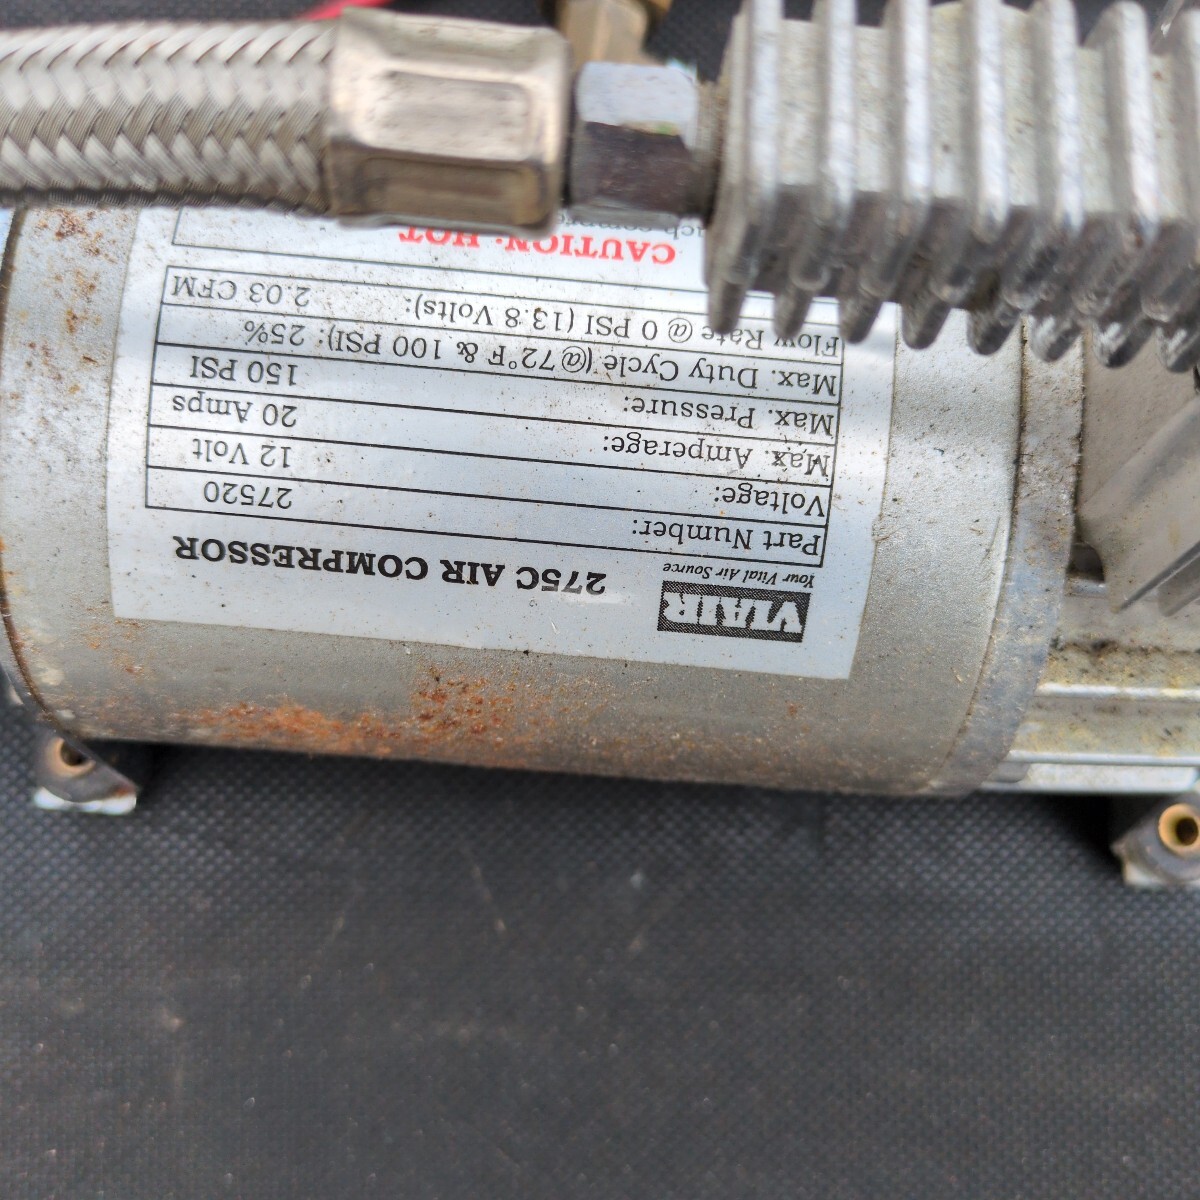 VIAIR
Your Vital Air Source
275C AIR COMPRESSOR
Part Number: 27520
Voltage: 12 Volt
Max. Amperage: 20 Amps
Max. Pressure: 150 PSI
Max. Duty Cycle (@72°F & 100 PSI): 25%
Flow Rate @ 0 PSI (13.8 Volts): 2.03 CFM
CAUTION: HOT